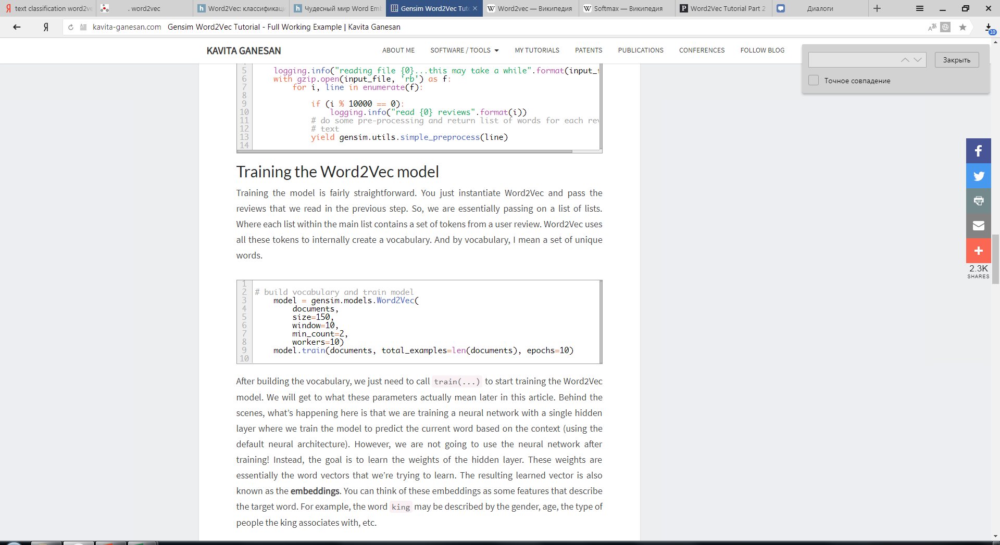 text classification word2ve
. word2vec
Word2Vec: классификаци
Чудесный мир Word Emb
Gensim Word2Vec Tuto
Word2vec — Википедия
Softmax — Википедия
Word2Vec Tutorial Part 2
Диалоги
kavita-ganesan.com Gensim Word2Vec Tutorial - Full Working Example | Kavita Ganesan
10
KAVITA GANESAN
ABOUT ME
SOFTWARE / TOOLS
MY TUTORIALS
PATENTS
PUBLICATIONS
CONFERENCES
FOLLOW BLOG
Закрыть
Точное совпадение
5 logging.info("reading file {0}...this may take a while".format(input_f
6 with gzip.open(input_file, 'rb') as f:
7 for i, line in enumerate(f):
8
9 if (i % 10000 == 0):
10 logging.info("read {0} reviews".format(i))
11 # do some pre-processing and return list of words for each rev
12 # text
13 yield gensim.utils.simple_preprocess(line)
14
Training the Word2Vec model
Training the model is fairly straightforward. You just instantiate Word2Vec and pass the
reviews that we read in the previous step. So, we are essentially passing on a list of lists.
Where each list within the main list contains a set of tokens from a user review. Word2Vec uses
all these tokens to internally create a vocabulary. And by vocabulary, I mean a set of unique
words.
1
2 # build vocabulary and train model
3 model = gensim.models.Word2Vec(
4 documents,
5 size=150,
6 window=10,
7 min_count=2,
8 workers=10)
9 model.train(documents, total_examples=len(documents), epochs=10)
10
After building the vocabulary, we just need to call train(...) to start training the Word2Vec
model. We will get to what these parameters actually mean later in this article. Behind the
scenes, what's happening here is that we are training a neural network with a single hidden
layer where we train the model to predict the current word based on the context (using the
default neural architecture). However, we are not going to use the neural network after
training! Instead, the goal is to learn the weights of the hidden layer. These weights are
essentially the word vectors that we're trying to learn. The resulting learned vector is also
known as the embeddings. You can think of these embeddings as some features that describe
the target word. For example, the word king may be described by the gender, age, the type of
people the king associates with, etc.
2.3K
SHARES